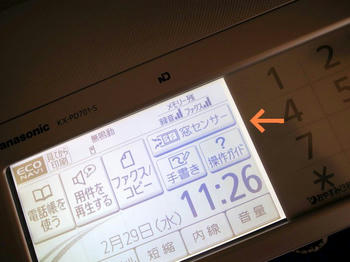 Panasonic KX-PD701-S
ECO NAVI
見てから印刷
無鳴動
メモリー残
録音 ファクス
窓センサー
電話帳を使う
用件を再生する
ファクス/コピー
手書き
? 操作ガイド
2月29日(水) 11:26
短縮
内線
音量
1 2
4 5
7
*